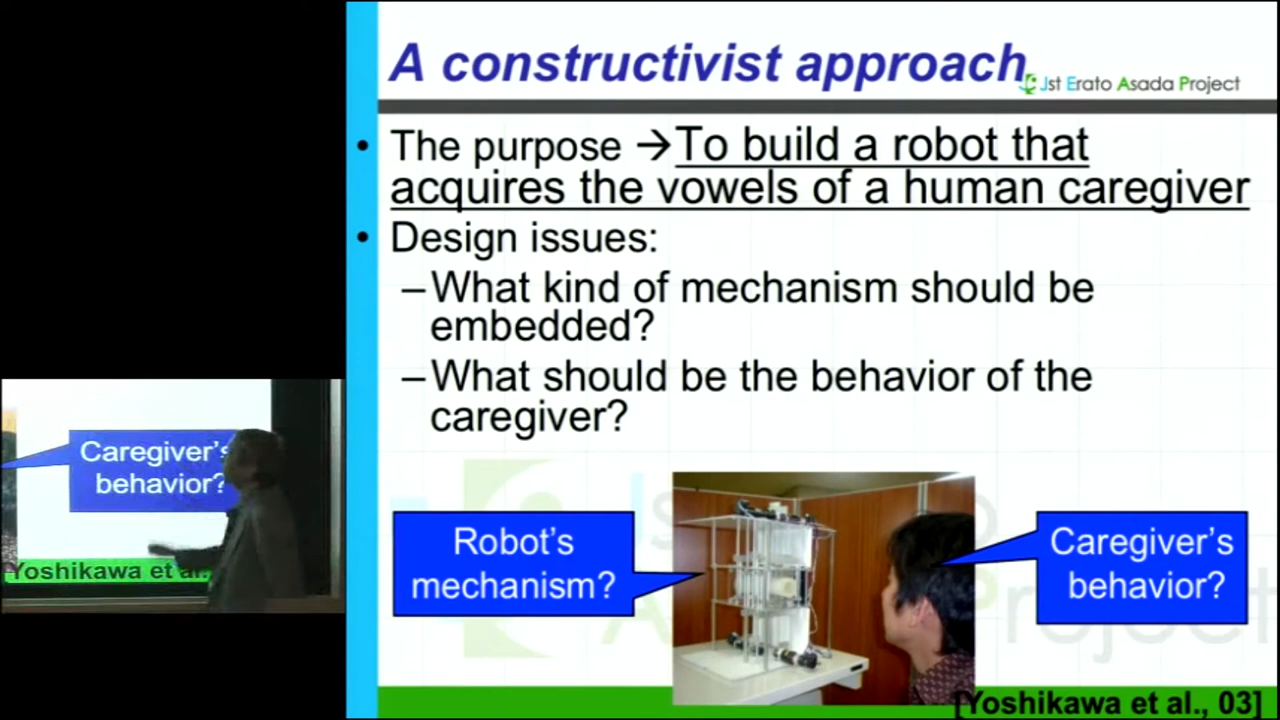 A constructivist approach
Jst Erato Asada Project
• The purpose → To build a robot that
acquires the vowels of a human caregiver
• Design issues:
–What kind of mechanism should be
embedded?
–What should be the behavior of the
caregiver?
Robot's
mechanism?
Caregiver's
behavior?
[Yoshikawa et al., 03]
Caregiver's
behavior?
Yoshikawa et al.